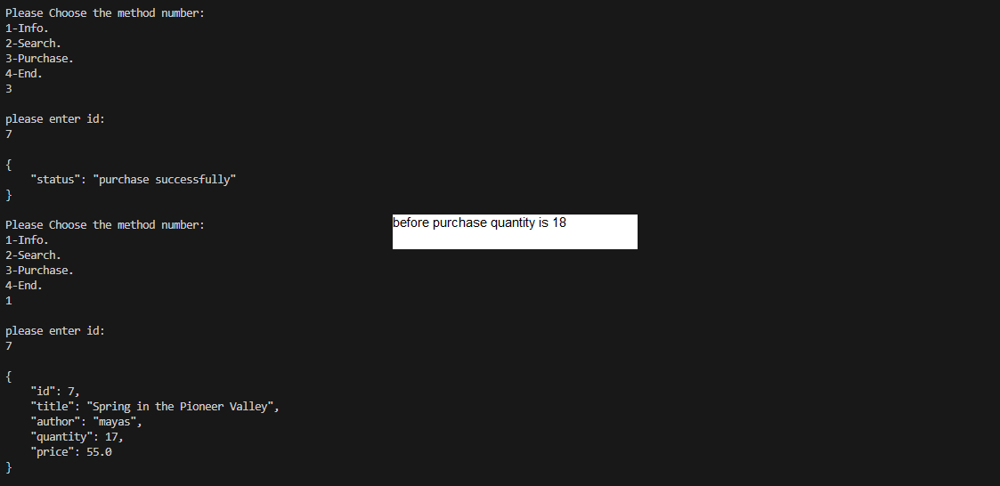 Please Choose the method number:
1-Info.
2-Search.
3-Purchase.
4-End.
3
please enter id:
7
{
    "status": "purchase successfully"
}
Please Choose the method number:
before purchase quantity is 18
1-Info.
2-Search.
3-Purchase.
4-End.
1
please enter id:
7
{
    "id": 7,
    "title": "Spring in the Pioneer Valley",
    "author": "mayas",
    "quantity": 17,
    "price": 55.0
}